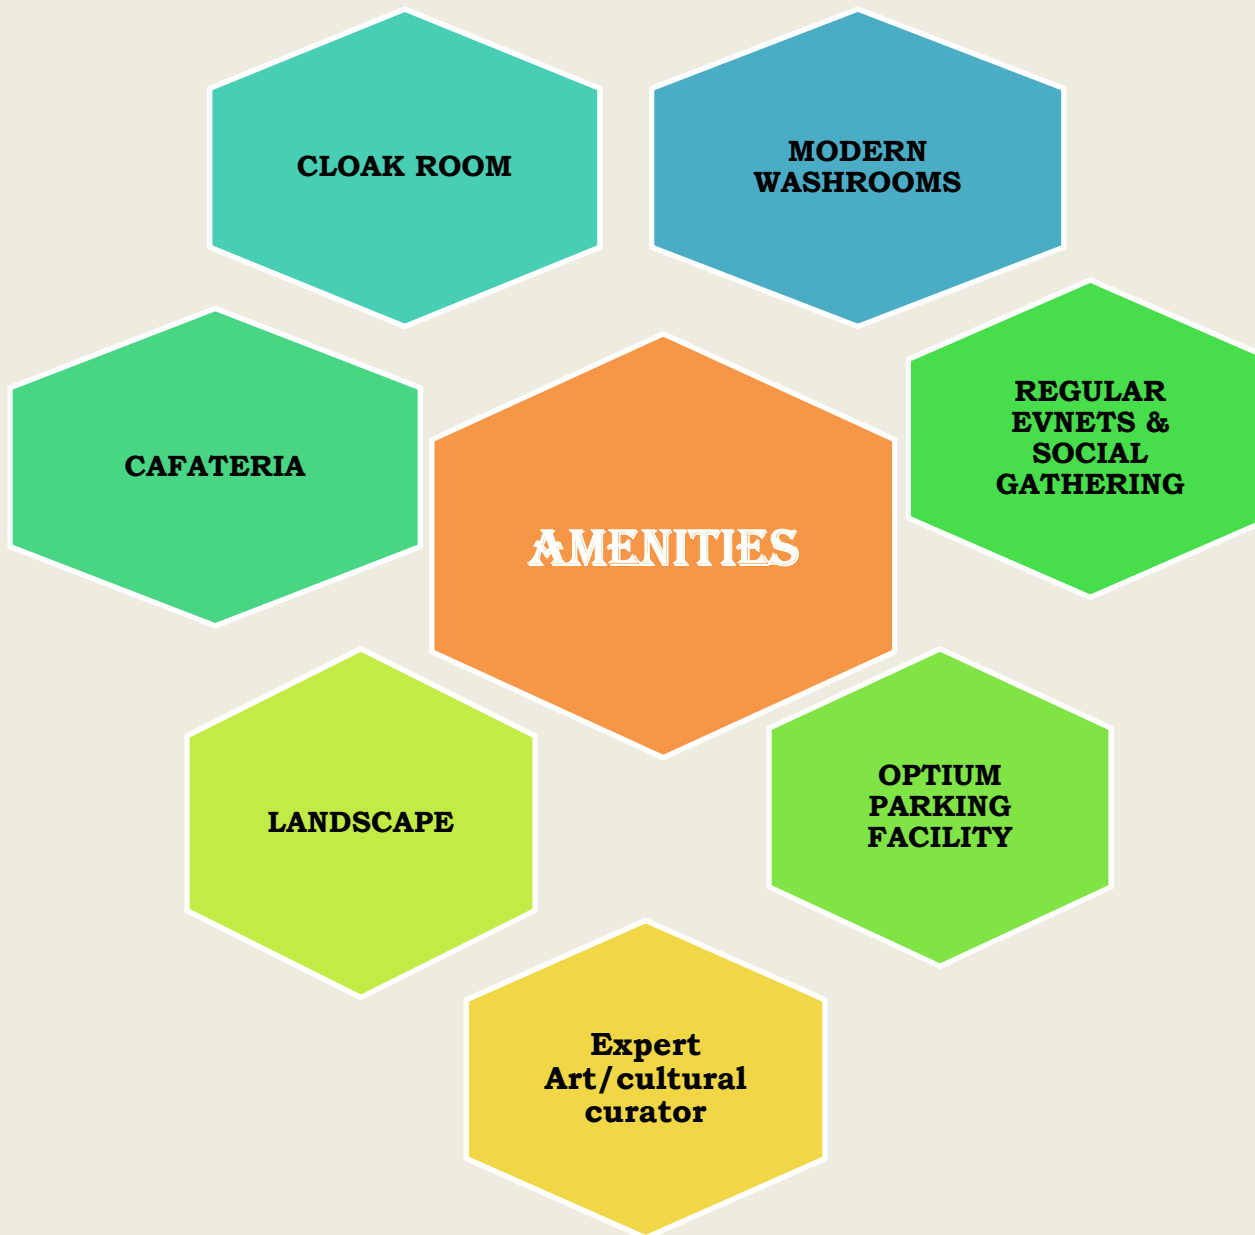 CLOAK ROOM
MODERN
WASHROOMS
REGULAR
EVNETS &
SOCIAL
GATHERING
CAFATERIA
AMENITIES
OPTIUM
PARKING
FACILITY
LANDSCAPE
Expert
Art/cultural
curator